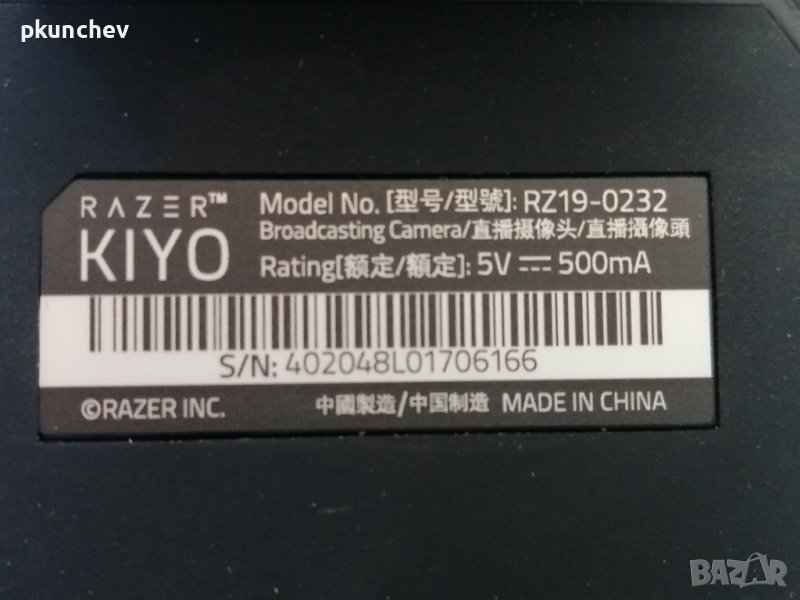 pkunchev
RAZER™
KIYO
Model No. [型号/型號]: RZ19-0232
Broadcasting Camera/直播摄像头/直播攝像頭
Rating[额定/額定]: 5V ⎓ 500mA
S/N: 402048L01706166
©RAZER INC.
中國製造/中国制造 MADE IN CHINA
BAZAR